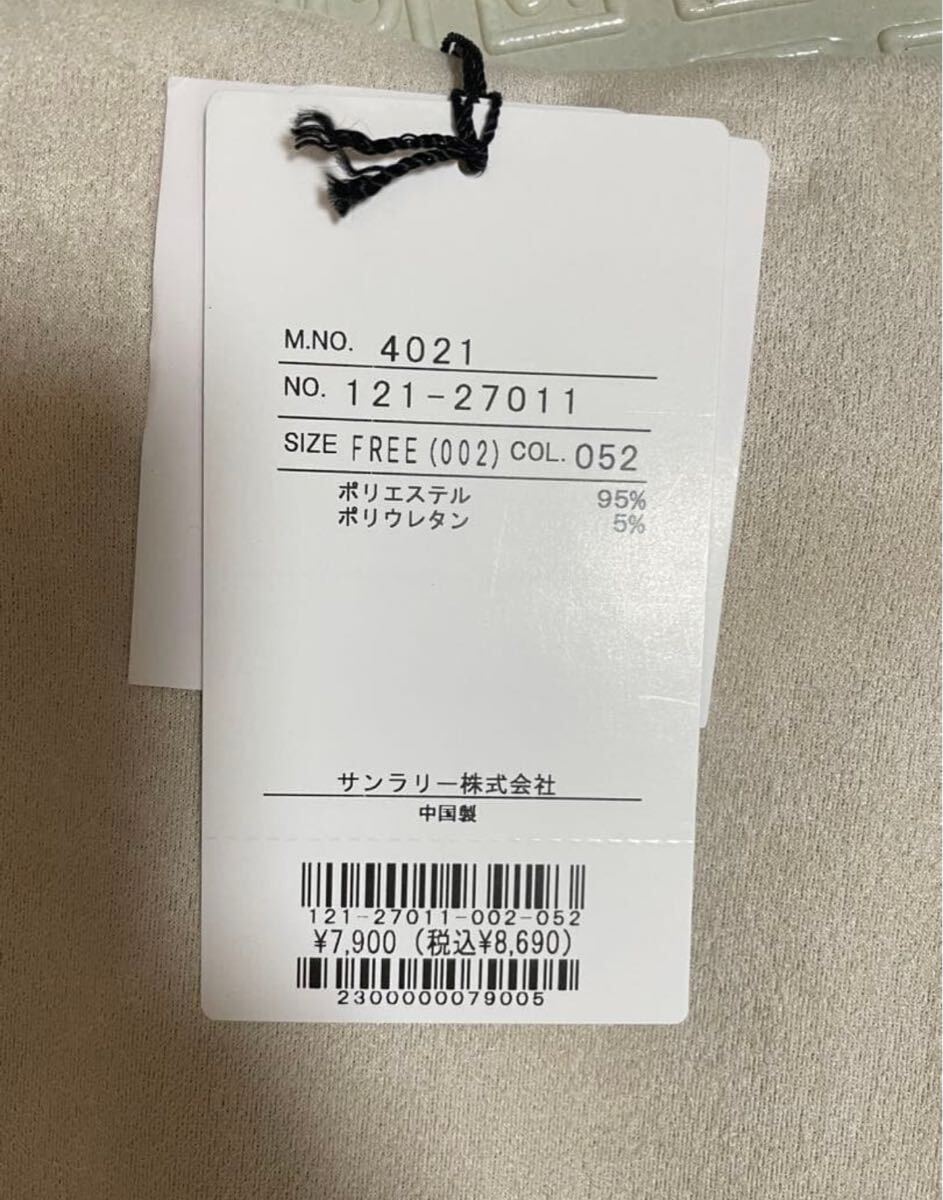 M.NO. 4021
NO. 121-27011
SIZE FREE(002) COL. 052
ポリエステル 95%
ポリウレタン 5%
サンラリー株式会社
中国製
121-27011-002-052
¥7,900（税込¥8,690）
2300000079005